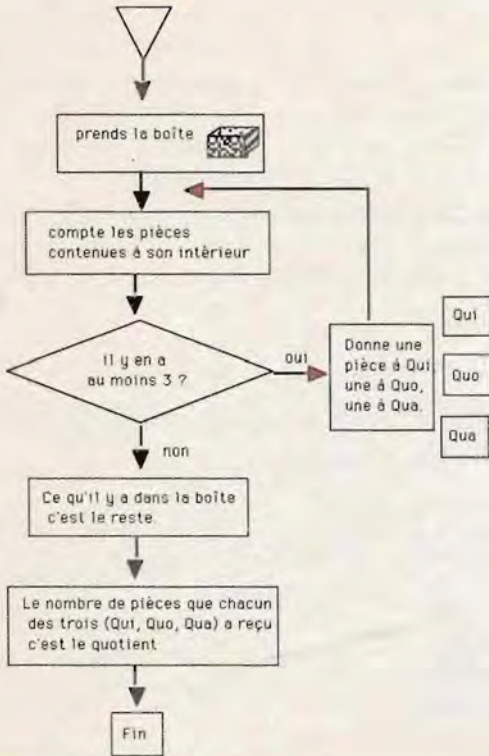 prends la boîte
compte les pièces
contenues à son intérieur
il y en a
au moins 3 ?
oui
Donne une
pièce à Qui,
une à Quo,
une à Qua.
Qui
Quo
Qua
non
Ce qu'il y a dans la boîte
c'est le reste.
Le nombre de pièces que chacun
des trois (Qui, Quo, Qua) a reçu
c'est le quotient
Fin